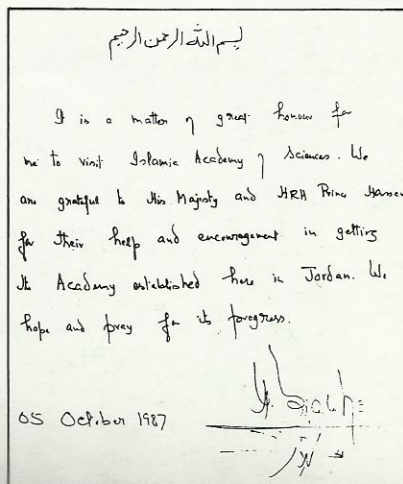 بسم الله الرحمن الرحيم
It is a matter of great honour for
me to visit Islamic Academy of Sciences. We
are grateful to His Majesty and HRH Prince Hassan
for their help and encouragement in getting
the Academy established here in Jordan. We
hope and pray for its progress.
05 October 1987